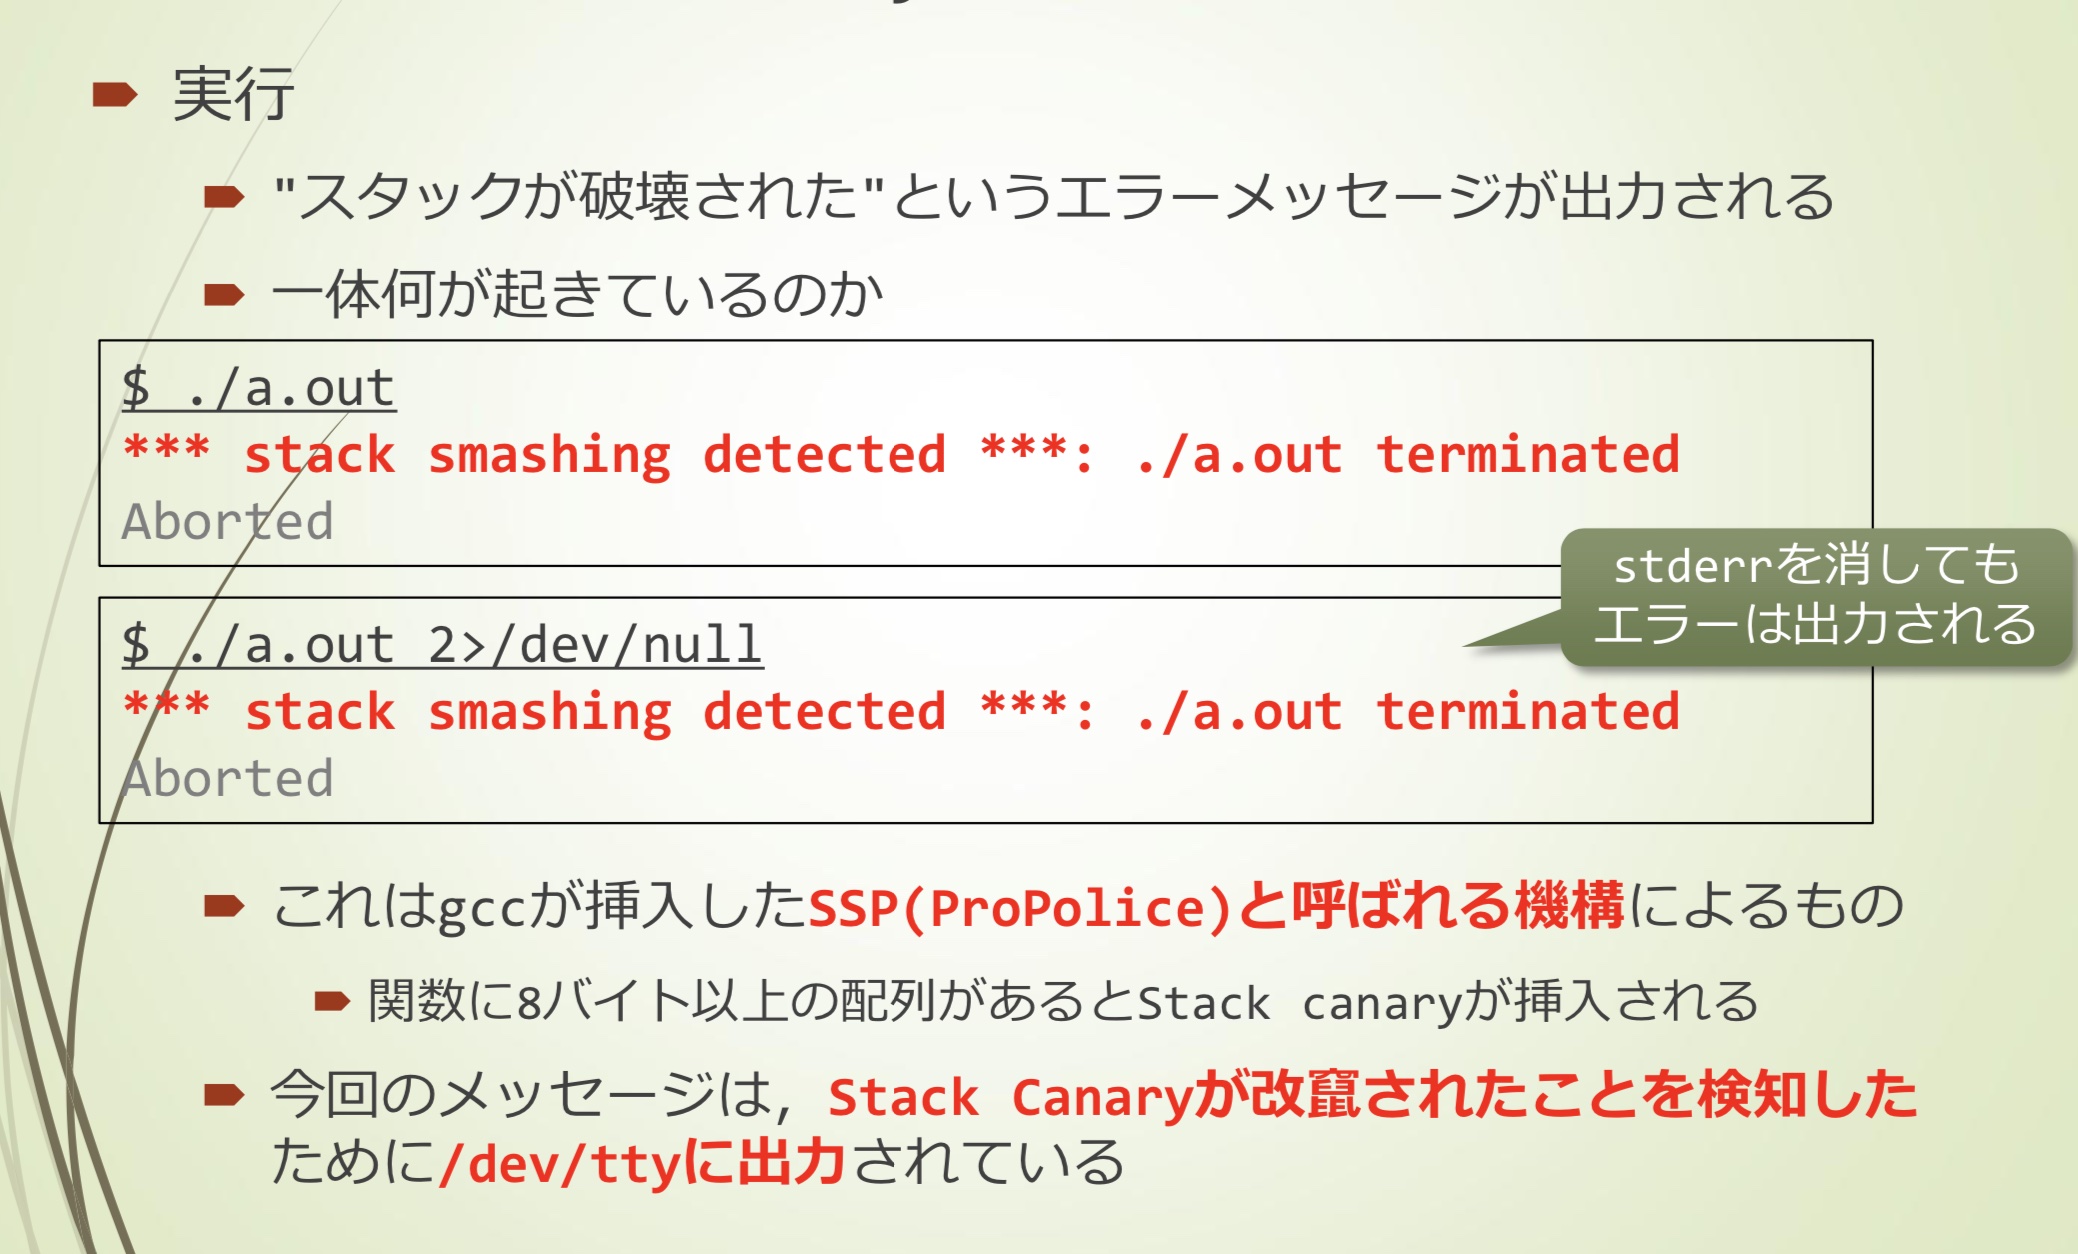 実行
"スタックが破壊された"というエラーメッセージが出力される
一体何が起きているのか
$ ./a.out
*** stack smashing detected ***: ./a.out terminated
Aborted
stderrを消しても
エラーは出力される
$ ./a.out 2>/dev/null
*** stack smashing detected ***: ./a.out terminated
Aborted
これはgccが挿入したSSP(ProPolice)と呼ばれる機構によるもの
関数に8バイト以上の配列があるとStack canaryが挿入される
今回のメッセージは, Stack Canaryが改竄されたことを検知した
ために/dev/ttyに出力されている